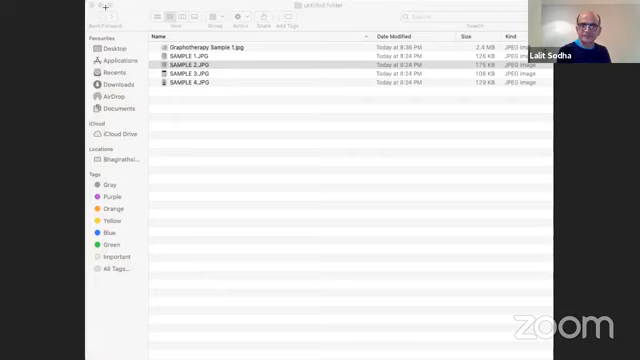 untitled folder
Back/Forward
View
Group
Action
Share
Add Tags
Search
Name
Date Modified
Size
Kind
Graphotherapy Sample 1.jpg
Today at 8:36 PM
2.4 MB
JPEG image
SAMPLE 1.JPG
Today at 8:24 PM
126 KB
JPEG image
SAMPLE 2.JPG
Today at 8:24 PM
175 KB
JPEG image
SAMPLE 3.JPG
Today at 8:24 PM
108 KB
JPEG image
SAMPLE 4.JPG
Today at 8:24 PM
129 KB
JPEG image
Favourites
Desktop
Applications
Recents
Downloads
AirDrop
Documents
iCloud
iCloud Drive
Locations
Bhagirathsi...
Tags
Gray
Purple
Orange
Yellow
Blue
Green
Important
All Tags...
Lalit Sodha
zoom